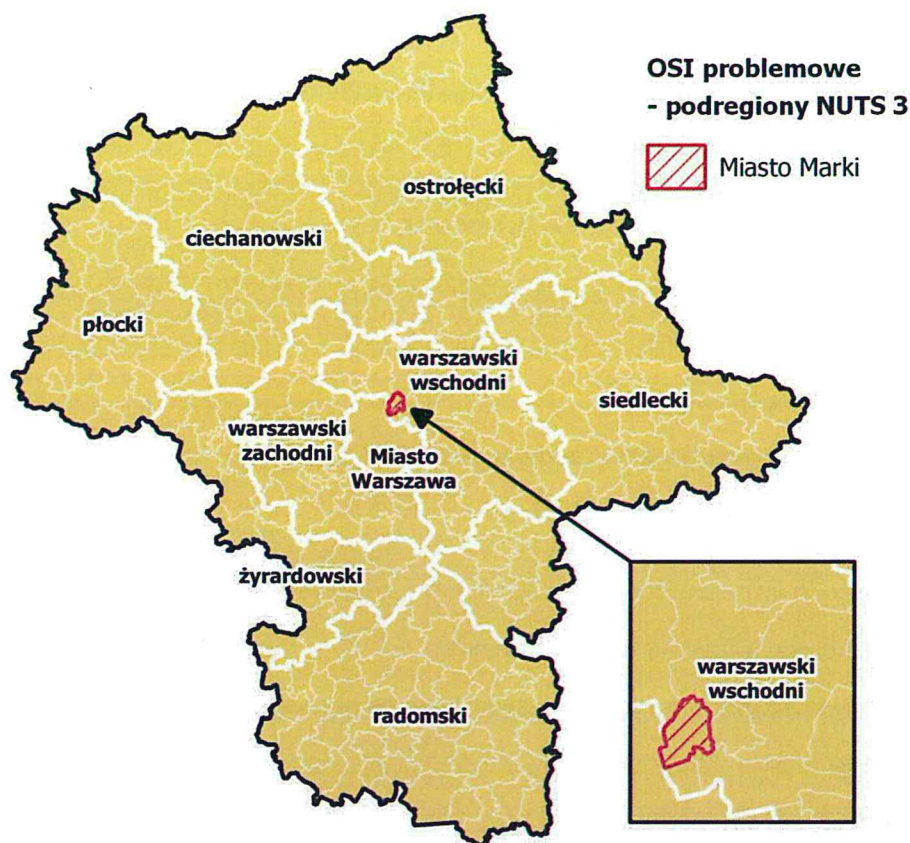 OSI problemowe
- podregiony NUTS 3
Miasto Marki
ostrołęcki
ciechanowski
płocki
warszawski
wschodni
siedlecki
warszawski
zachodni
Miasto
Warszawa
żyrardowski
radomski
warszawski
wschodni